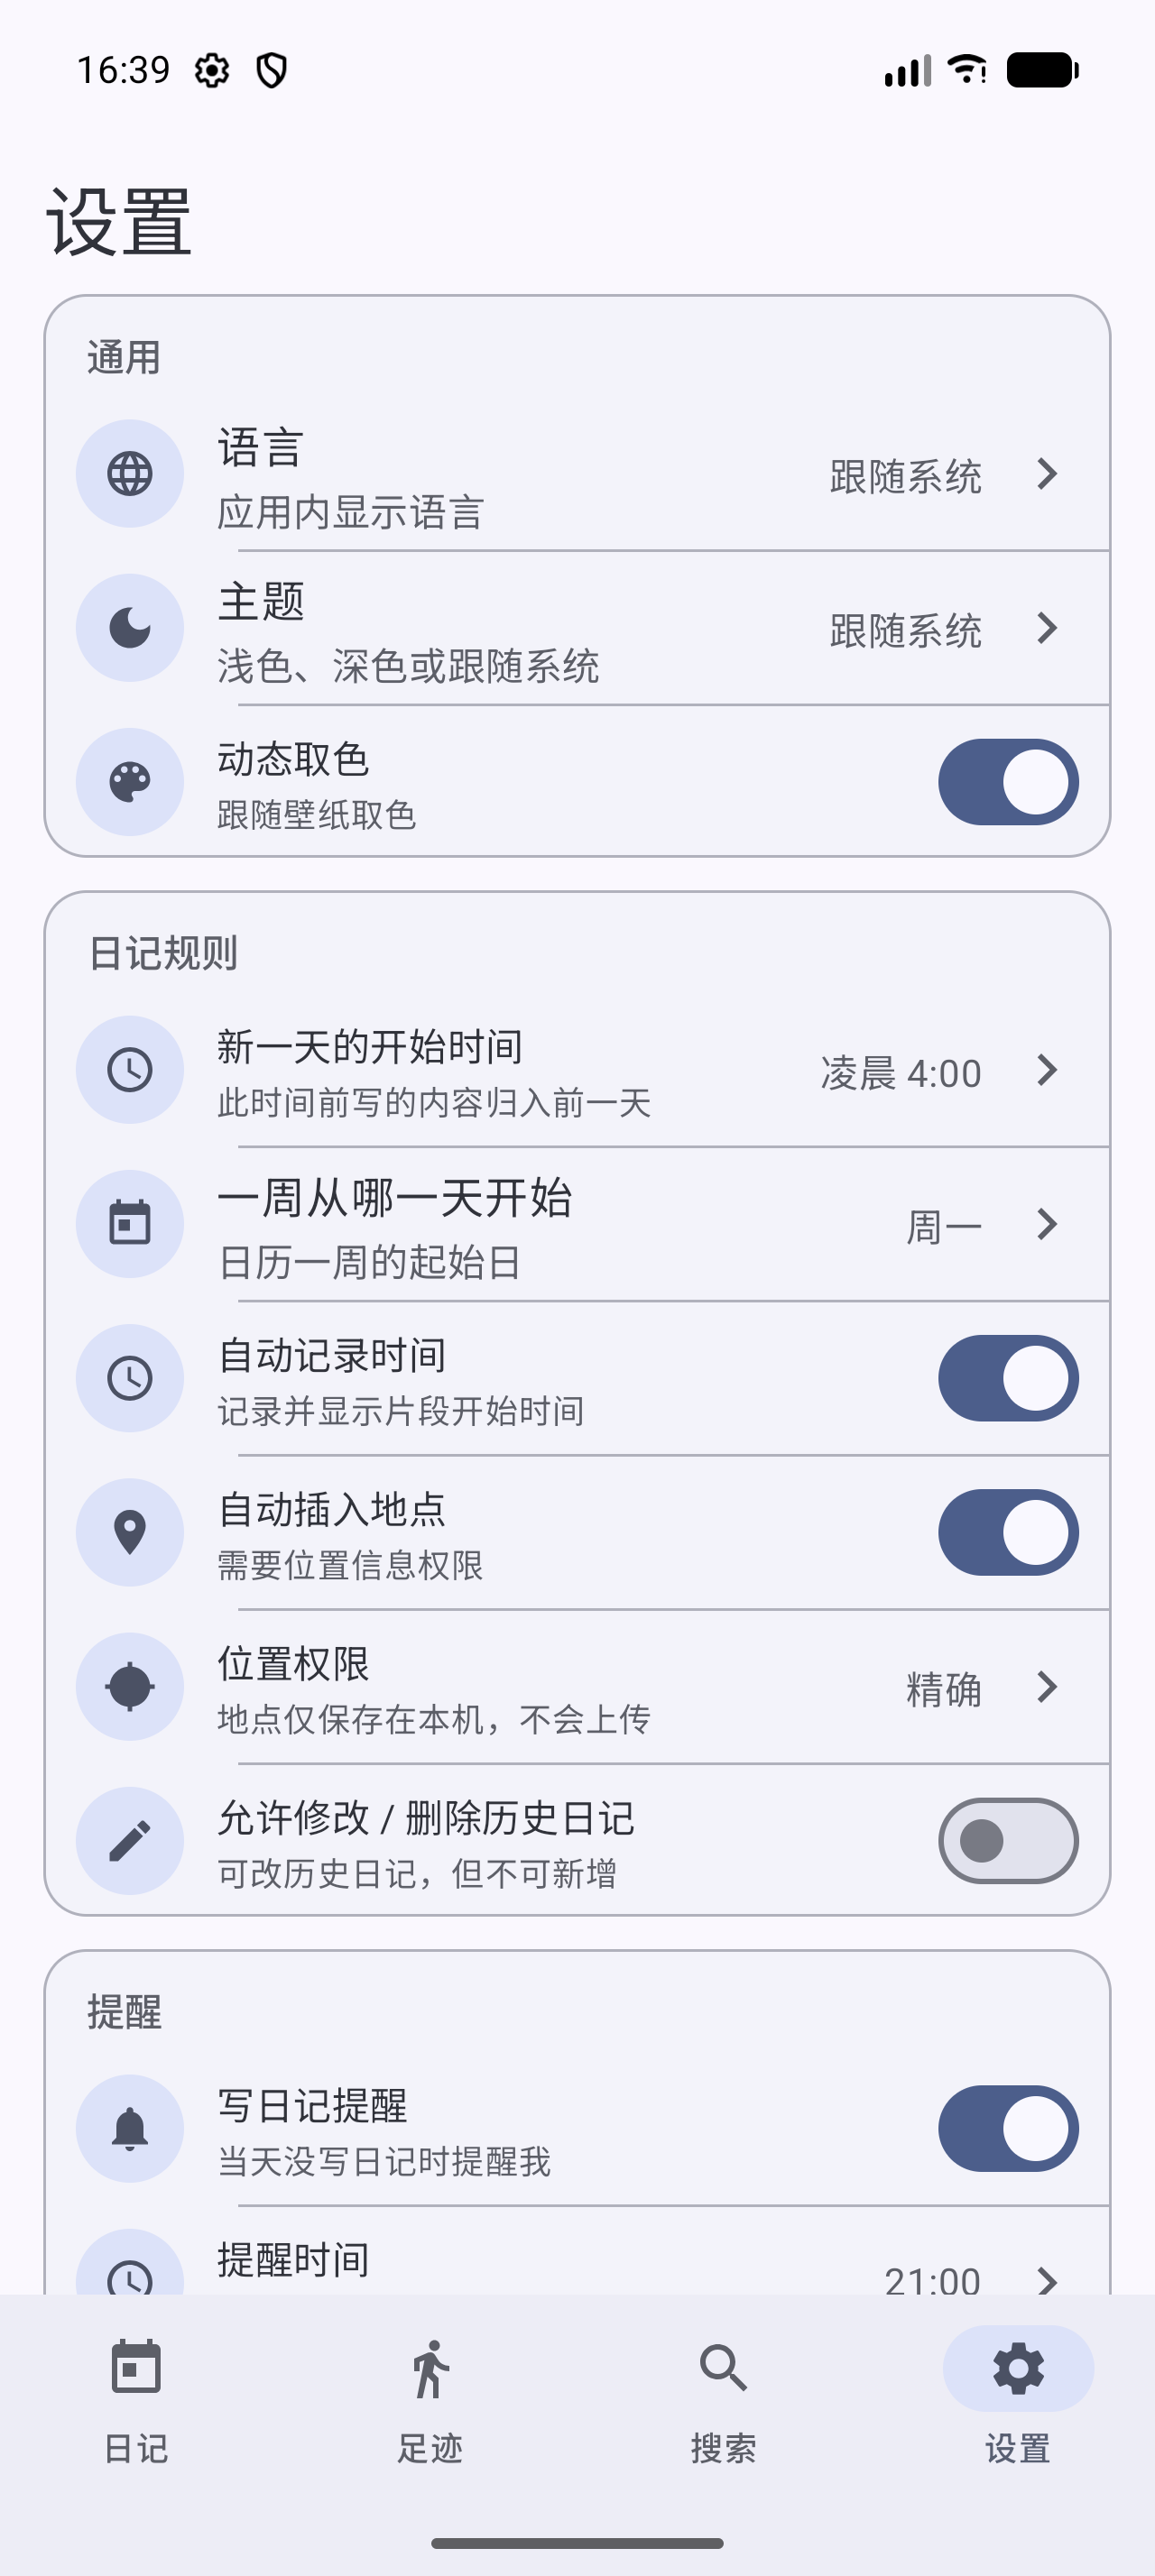 16:39
设置
通用
语言
应用内显示语言
跟随系统
主题
浅色、深色或跟随系统
跟随系统
动态取色
跟随壁纸取色
日记规则
新一天的开始时间
此时间前写的内容归入前一天
凌晨 4:00
一周从哪一天开始
日历一周的起始日
周一
自动记录时间
记录并显示片段开始时间
自动插入地点
需要位置信息权限
位置权限
地点仅保存在本机，不会上传
精确
允许修改 / 删除历史日记
可改历史日记，但不可新增
提醒
写日记提醒
当天没写日记时提醒我
提醒时间
21:00
日记
足迹
搜索
设置